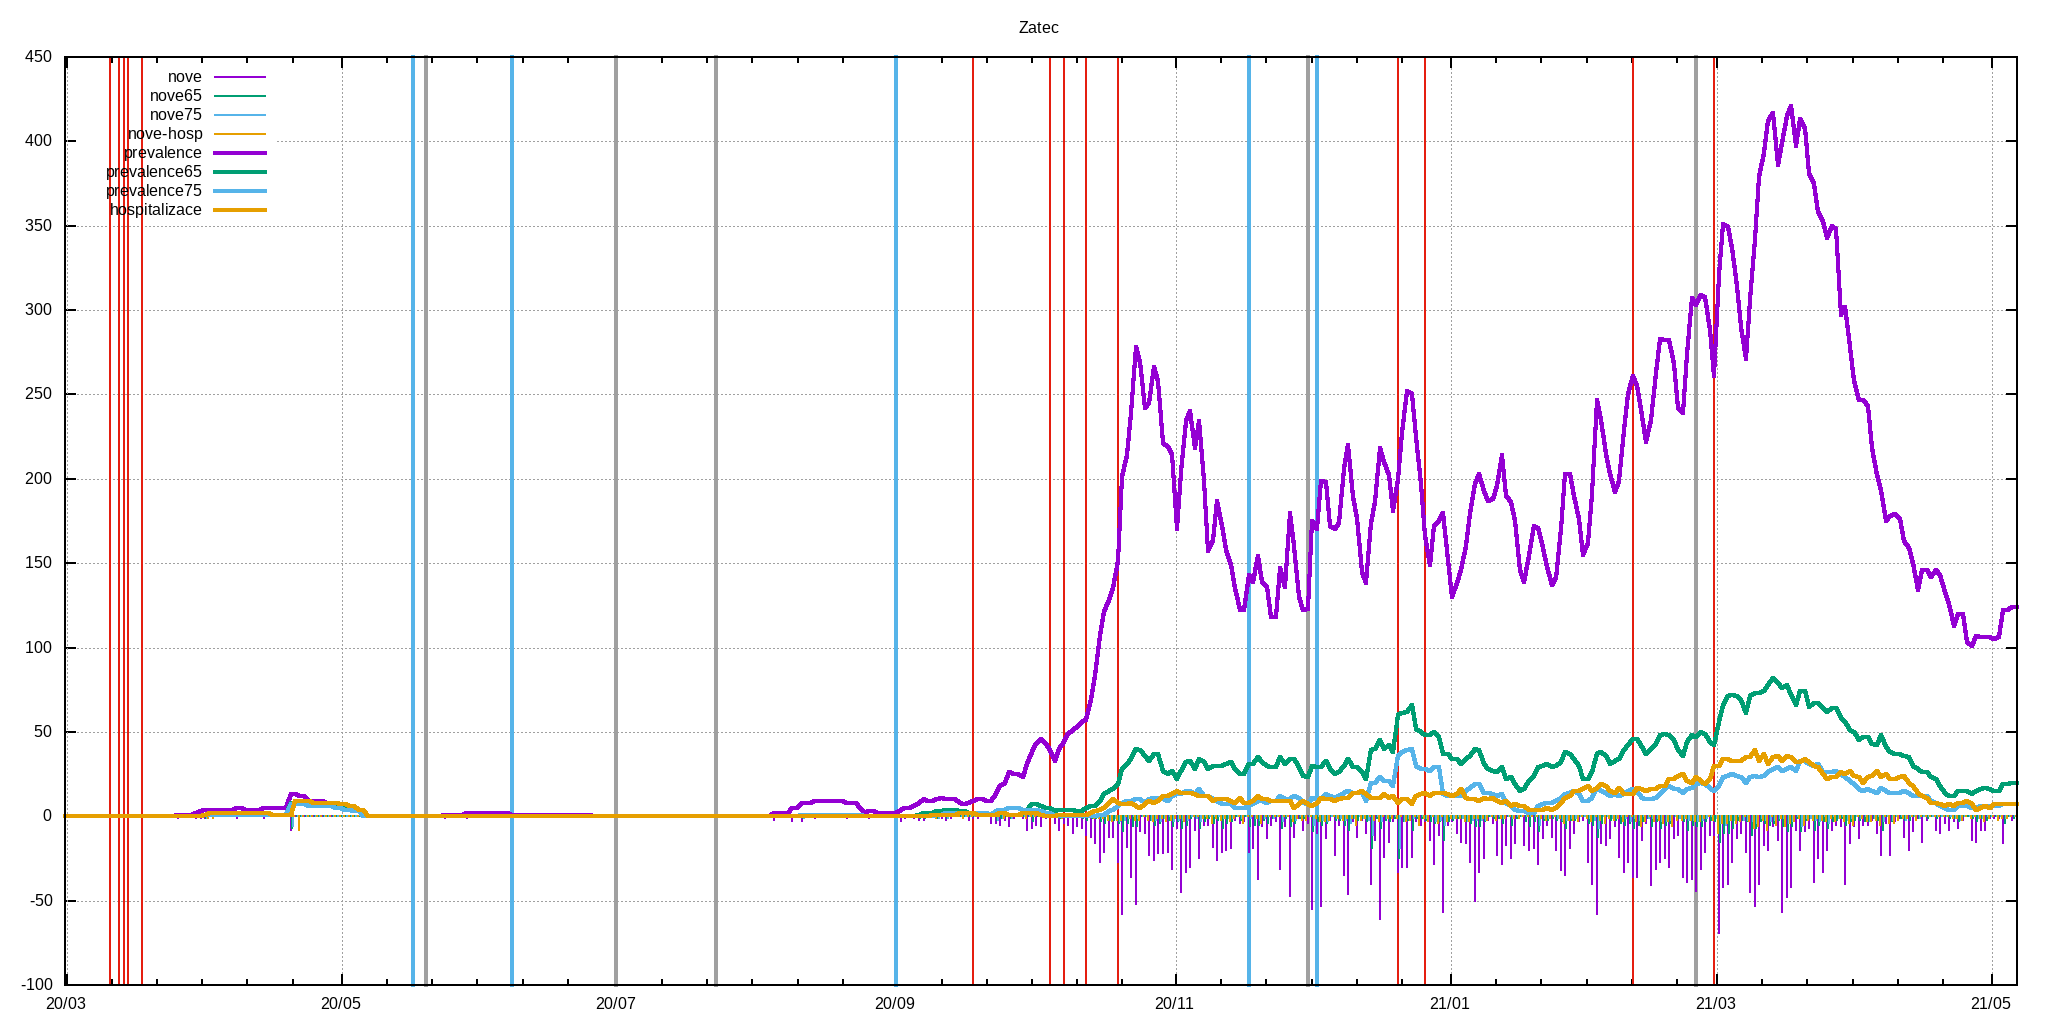 Zatec
450
400
350
300
250
200
150
100
50
0
-50
-100
nove
nove65
nove75
nove-hosp
prevalence
prevalence65
prevalence75
hospitalizace
20/03 20/05 20/07 20/09 20/11 21/01 21/03 21/05